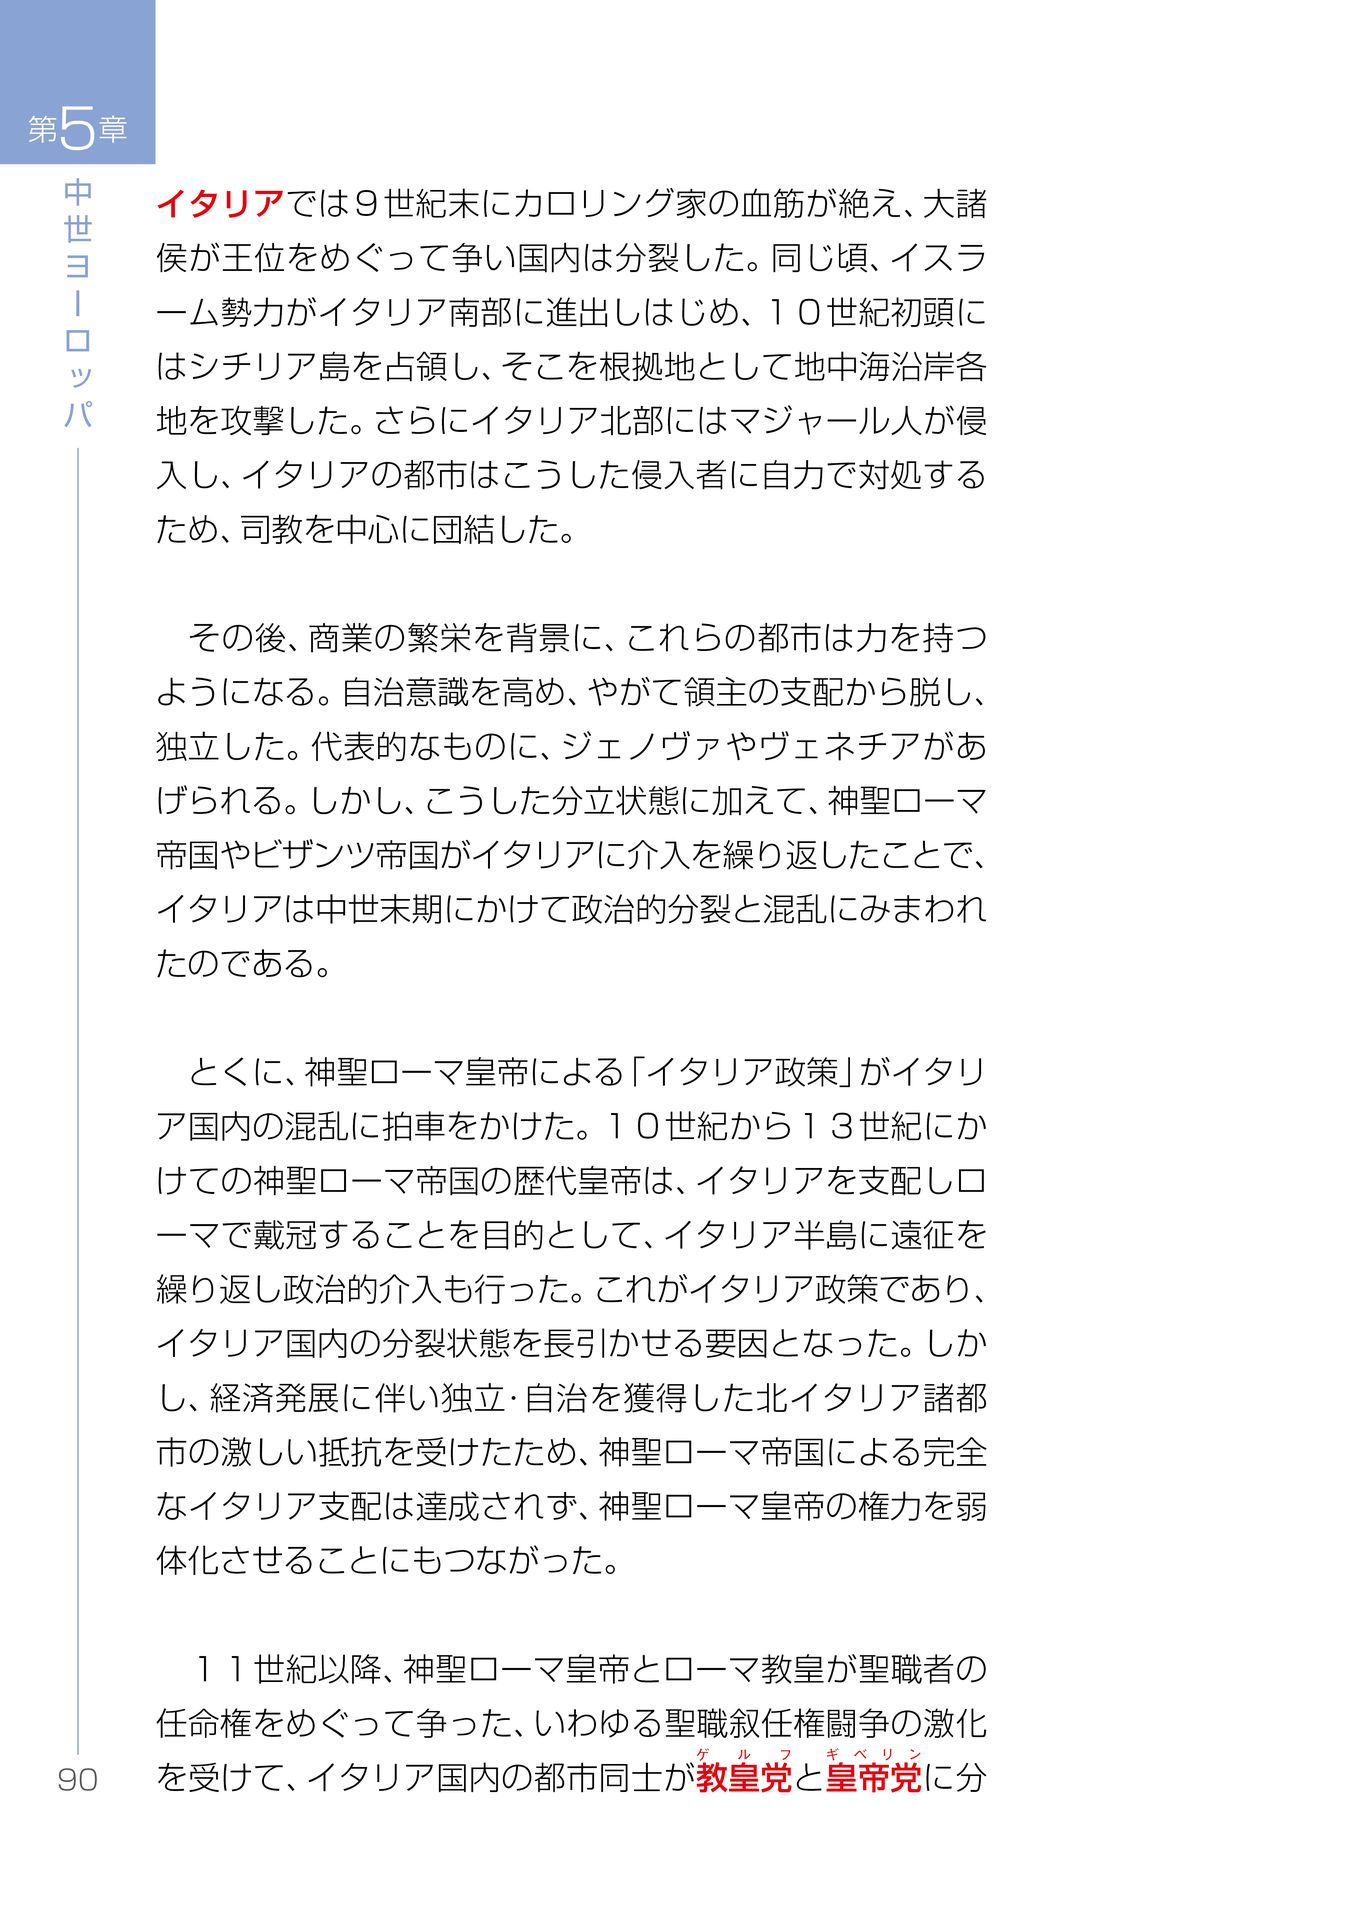 第5章
中世ヨーロッパ
イタリアでは９世紀末にカロリング家の血筋が絶え、大諸
侯が王位をめぐって争い国内は分裂した。同じ頃、イスラ
ーム勢力がイタリア南部に進出しはじめ、１０世紀初頭に
はシチリア島を占領し、そこを根拠地として地中海沿岸各
地を攻撃した。さらにイタリア北部にはマジャール人が侵
入し、イタリアの都市はこうした侵入者に自力で対処する
ため、司教を中心に団結した。
その後、商業の繁栄を背景に、これらの都市は力を持つ
ようになる。自治意識を高め、やがて領主の支配から脱し、
独立した。代表的なものに、ジェノヴァやヴェネチアがあ
げられる。しかし、こうした分立状態に加えて、神聖ローマ
帝国やビザンツ帝国がイタリアに介入を繰り返したことで、
イタリアは中世末期にかけて政治的分裂と混乱にみまわれ
たのである。
とくに、神聖ローマ皇帝による「イタリア政策」がイタリ
ア国内の混乱に拍車をかけた。１０世紀から１３世紀にか
けての神聖ローマ帝国の歴代皇帝は、イタリアを支配しロ
ーマで戴冠することを目的として、イタリア半島に遠征を
繰り返し政治的介入も行った。これがイタリア政策であり、
イタリア国内の分裂状態を長引かせる要因となった。しか
し、経済発展に伴い独立・自治を獲得した北イタリア諸都
市の激しい抵抗を受けたため、神聖ローマ帝国による完全
なイタリア支配は達成されず、神聖ローマ皇帝の権力を弱
体化させることにもつながった。
１１世紀以降、神聖ローマ皇帝とローマ教皇が聖職者の
任命権をめぐって争った、いわゆる聖職叙任権闘争の激化
ゲルフ ギベリン
を受けて、イタリア国内の都市同士が教皇党と皇帝党に分
90